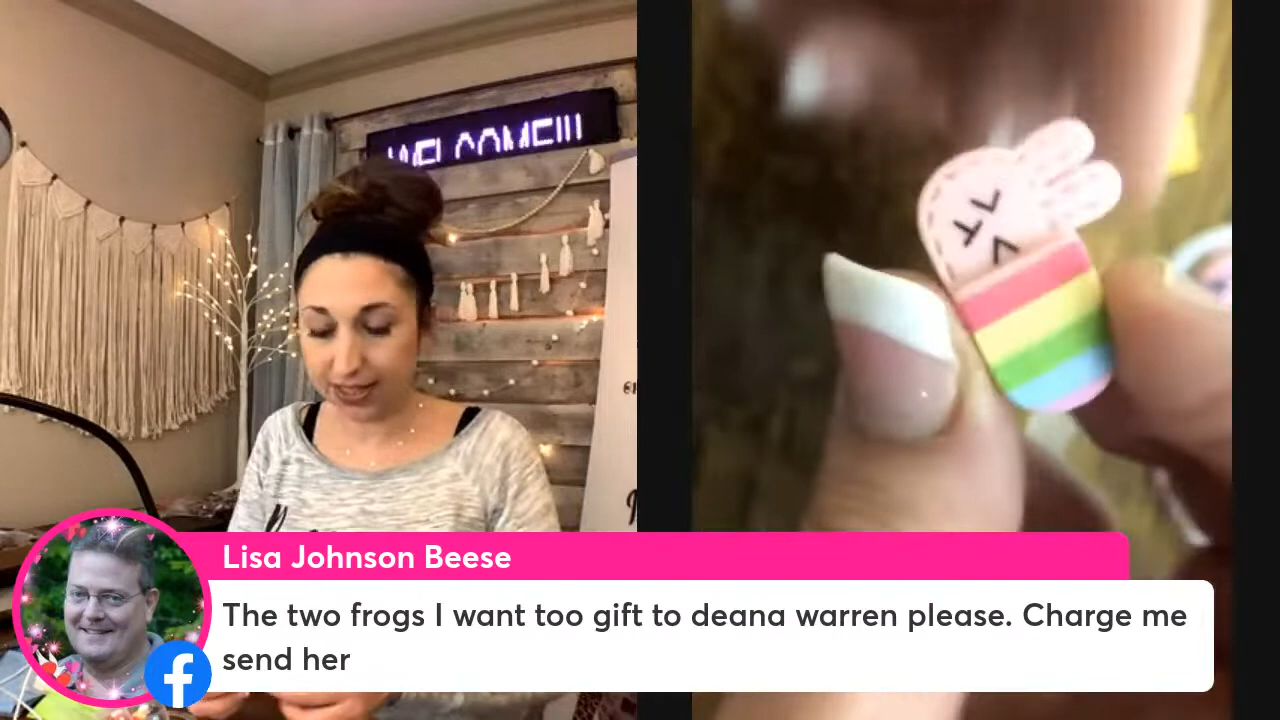 WELCOME!!!
Lisa Johnson Beese
The two frogs I want too gift to deana warren please. Charge me
send her